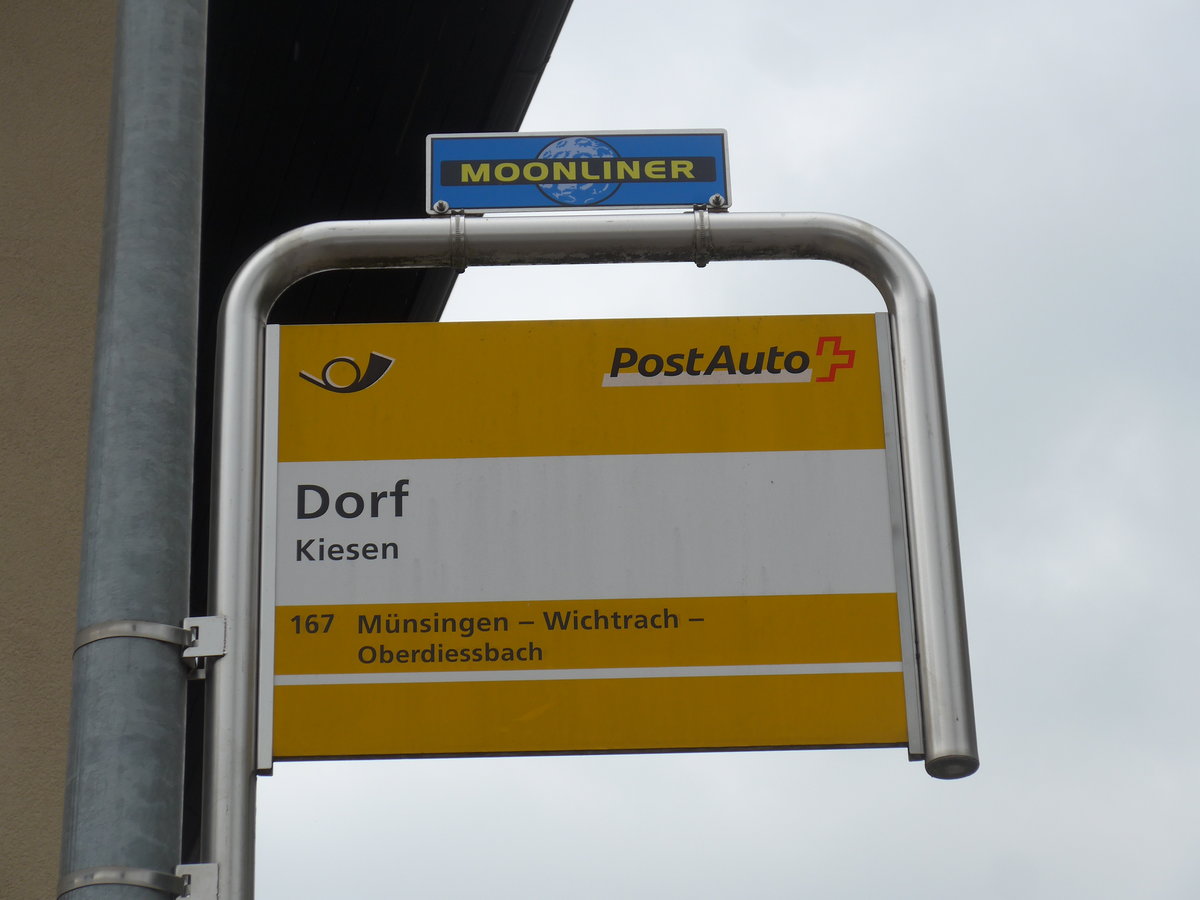 MOONLINER
PostAuto
Dorf
Kiesen
167 Münsingen – Wichtrach –
Oberdiessbach